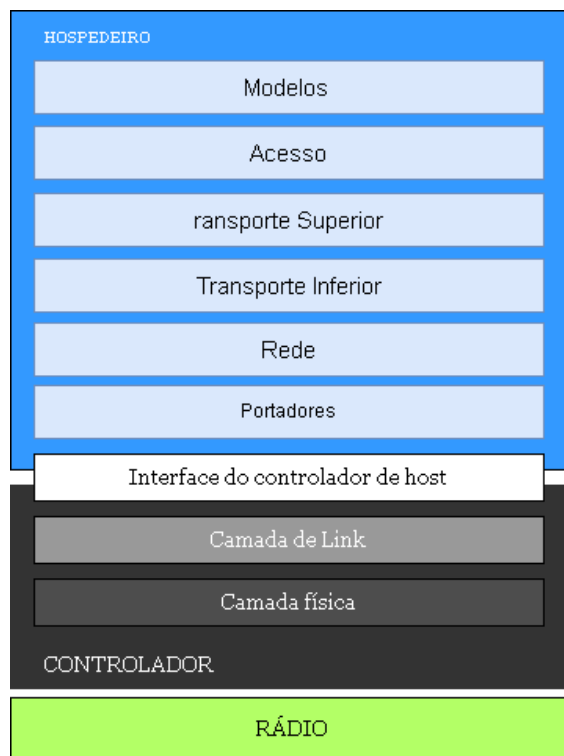 HOSPEDEIRO
Modelos
Acesso
ransporte Superior
Transporte Inferior
Rede
Portadores
Interface do controlador de host
Camada de Link
Camada física
CONTROLADOR
RÁDIO